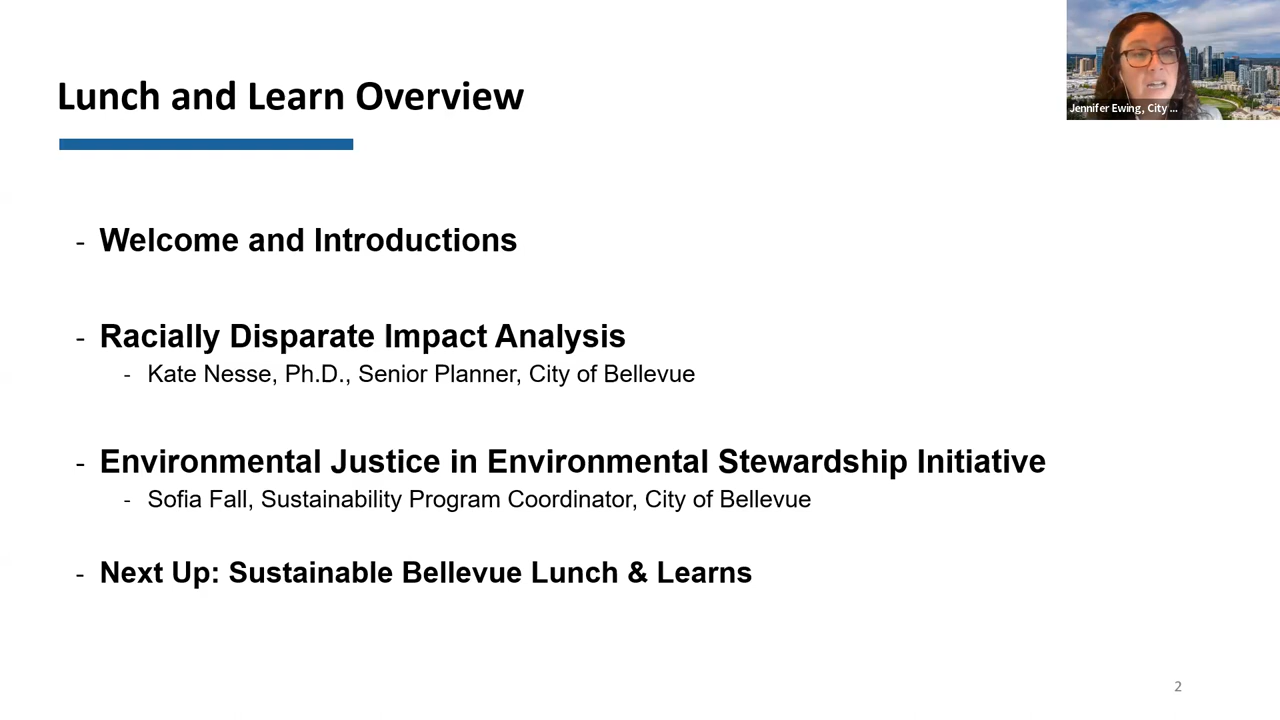 Lunch and Learn Overview
Jennifer Ewing, City ...
- Welcome and Introductions
- Racially Disparate Impact Analysis
- Kate Nesse, Ph.D., Senior Planner, City of Bellevue
- Environmental Justice in Environmental Stewardship Initiative
- Sofia Fall, Sustainability Program Coordinator, City of Bellevue
- Next Up: Sustainable Bellevue Lunch & Learns
2